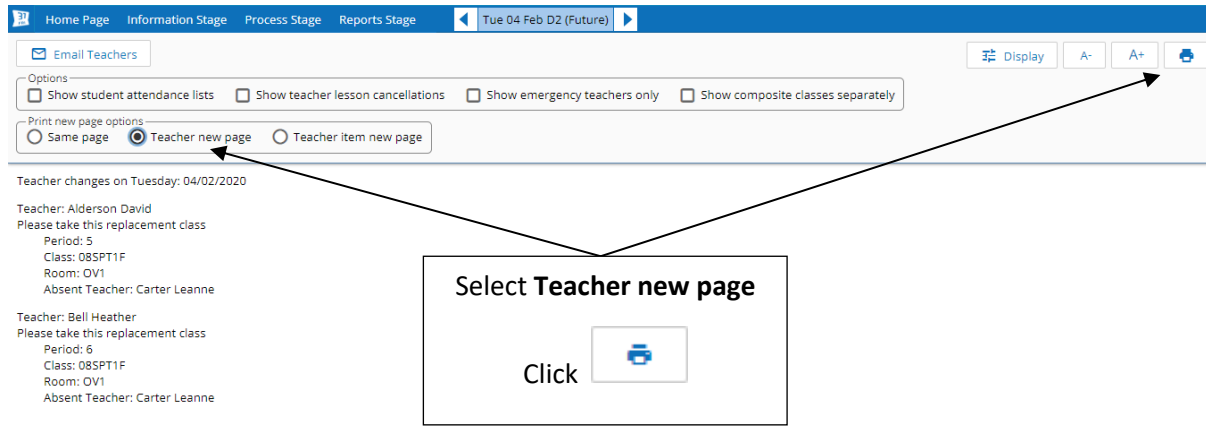 31
Home Page Information Stage Process Stage Reports Stage Tue 04 Feb D2 (Future)
Email Teachers Display A- A+
Options
Show student attendance lists Show teacher lesson cancellations Show emergency teachers only Show composite classes separately
Print new page options
Same page Teacher new page Teacher item new page
Teacher changes on Tuesday: 04/02/2020
Teacher: Alderson David
Please take this replacement class
Period: 5
Class: 08SPT1F
Room: OV1
Absent Teacher: Carter Leanne
Teacher: Bell Heather
Please take this replacement class
Period: 6
Class: 08SPT1F
Room: OV1
Absent Teacher: Carter Leanne
Select Teacher new page
Click